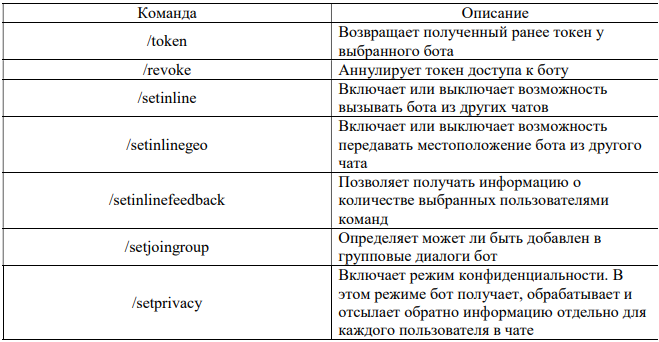 Команда Описание
/token
Возвращает полученный ранее токен у
выбранного бота
/revoke Аннулирует токен доступа к боту
/setinline
Включает или выключает возможность
вызывать бота из других чатов
/setinlinegeo
Включает или выключает возможность
передавать местоположение бота из другого
чата
/setinlinefeedback
Позволяет получать информацию о
количестве выбранных пользователями
команд
/setjoingroup
Определяет может ли быть добавлен в
групповые диалоги бот
/setprivacy
Включает режим конфиденциальности. В
этом режиме бот получает, обрабатывает и
отсылает обратно информацию отдельно для
каждого пользователя в чате